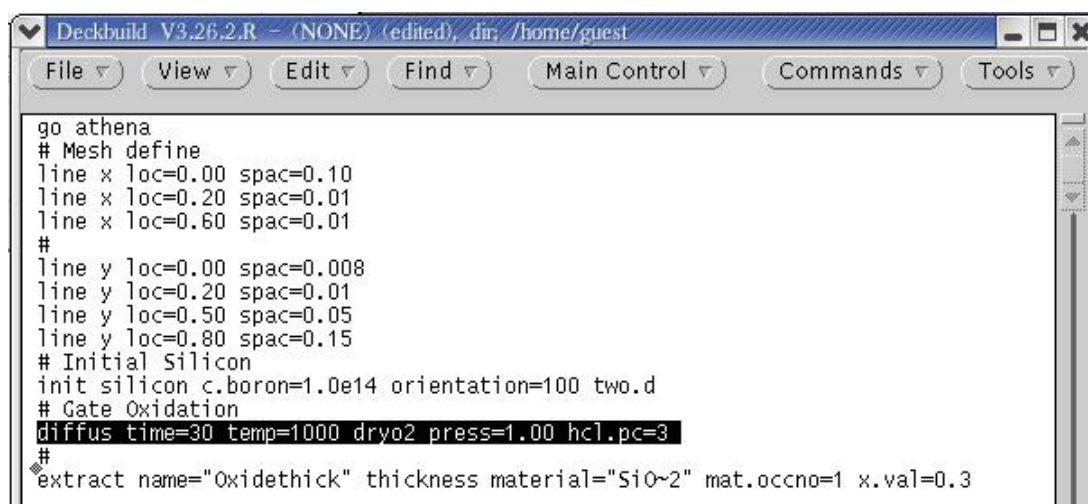 Deckbuild V3.26.2.R - (NONE) (edited), dir; /home/guest
File View Edit Find Main Control Commands Tools
go athena
# Mesh define
line x loc=0.00 spac=0.10
line x loc=0.20 spac=0.01
line x loc=0.60 spac=0.01
#
line y loc=0.00 spac=0.008
line y loc=0.20 spac=0.01
line y loc=0.50 spac=0.05
line y loc=0.80 spac=0.15
# Initial Silicon
init silicon c.boron=1.0e14 orientation=100 two.d
# Gate Oxidation
diffus time=30 temp=1000 dryo2 press=1.00 hcl.pc=3
#
extract name="Oxidethick" thickness material="SiO~2" mat.occno=1 x.val=0.3